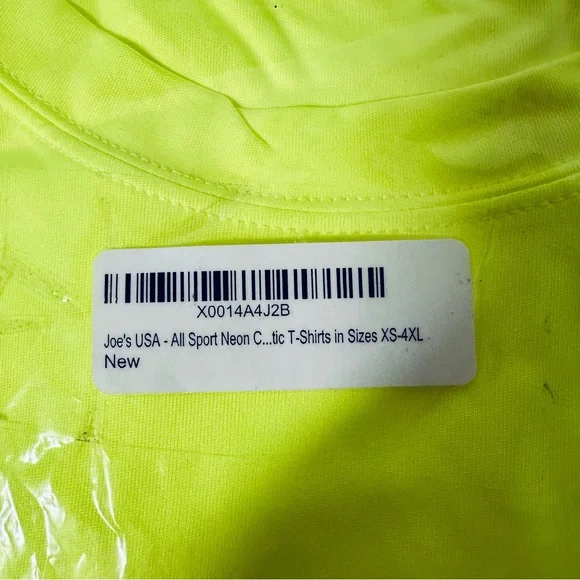 X0014A4J2B
Joe's USA - All Sport Neon C...tic T-Shirts in Sizes XS-4XL
New